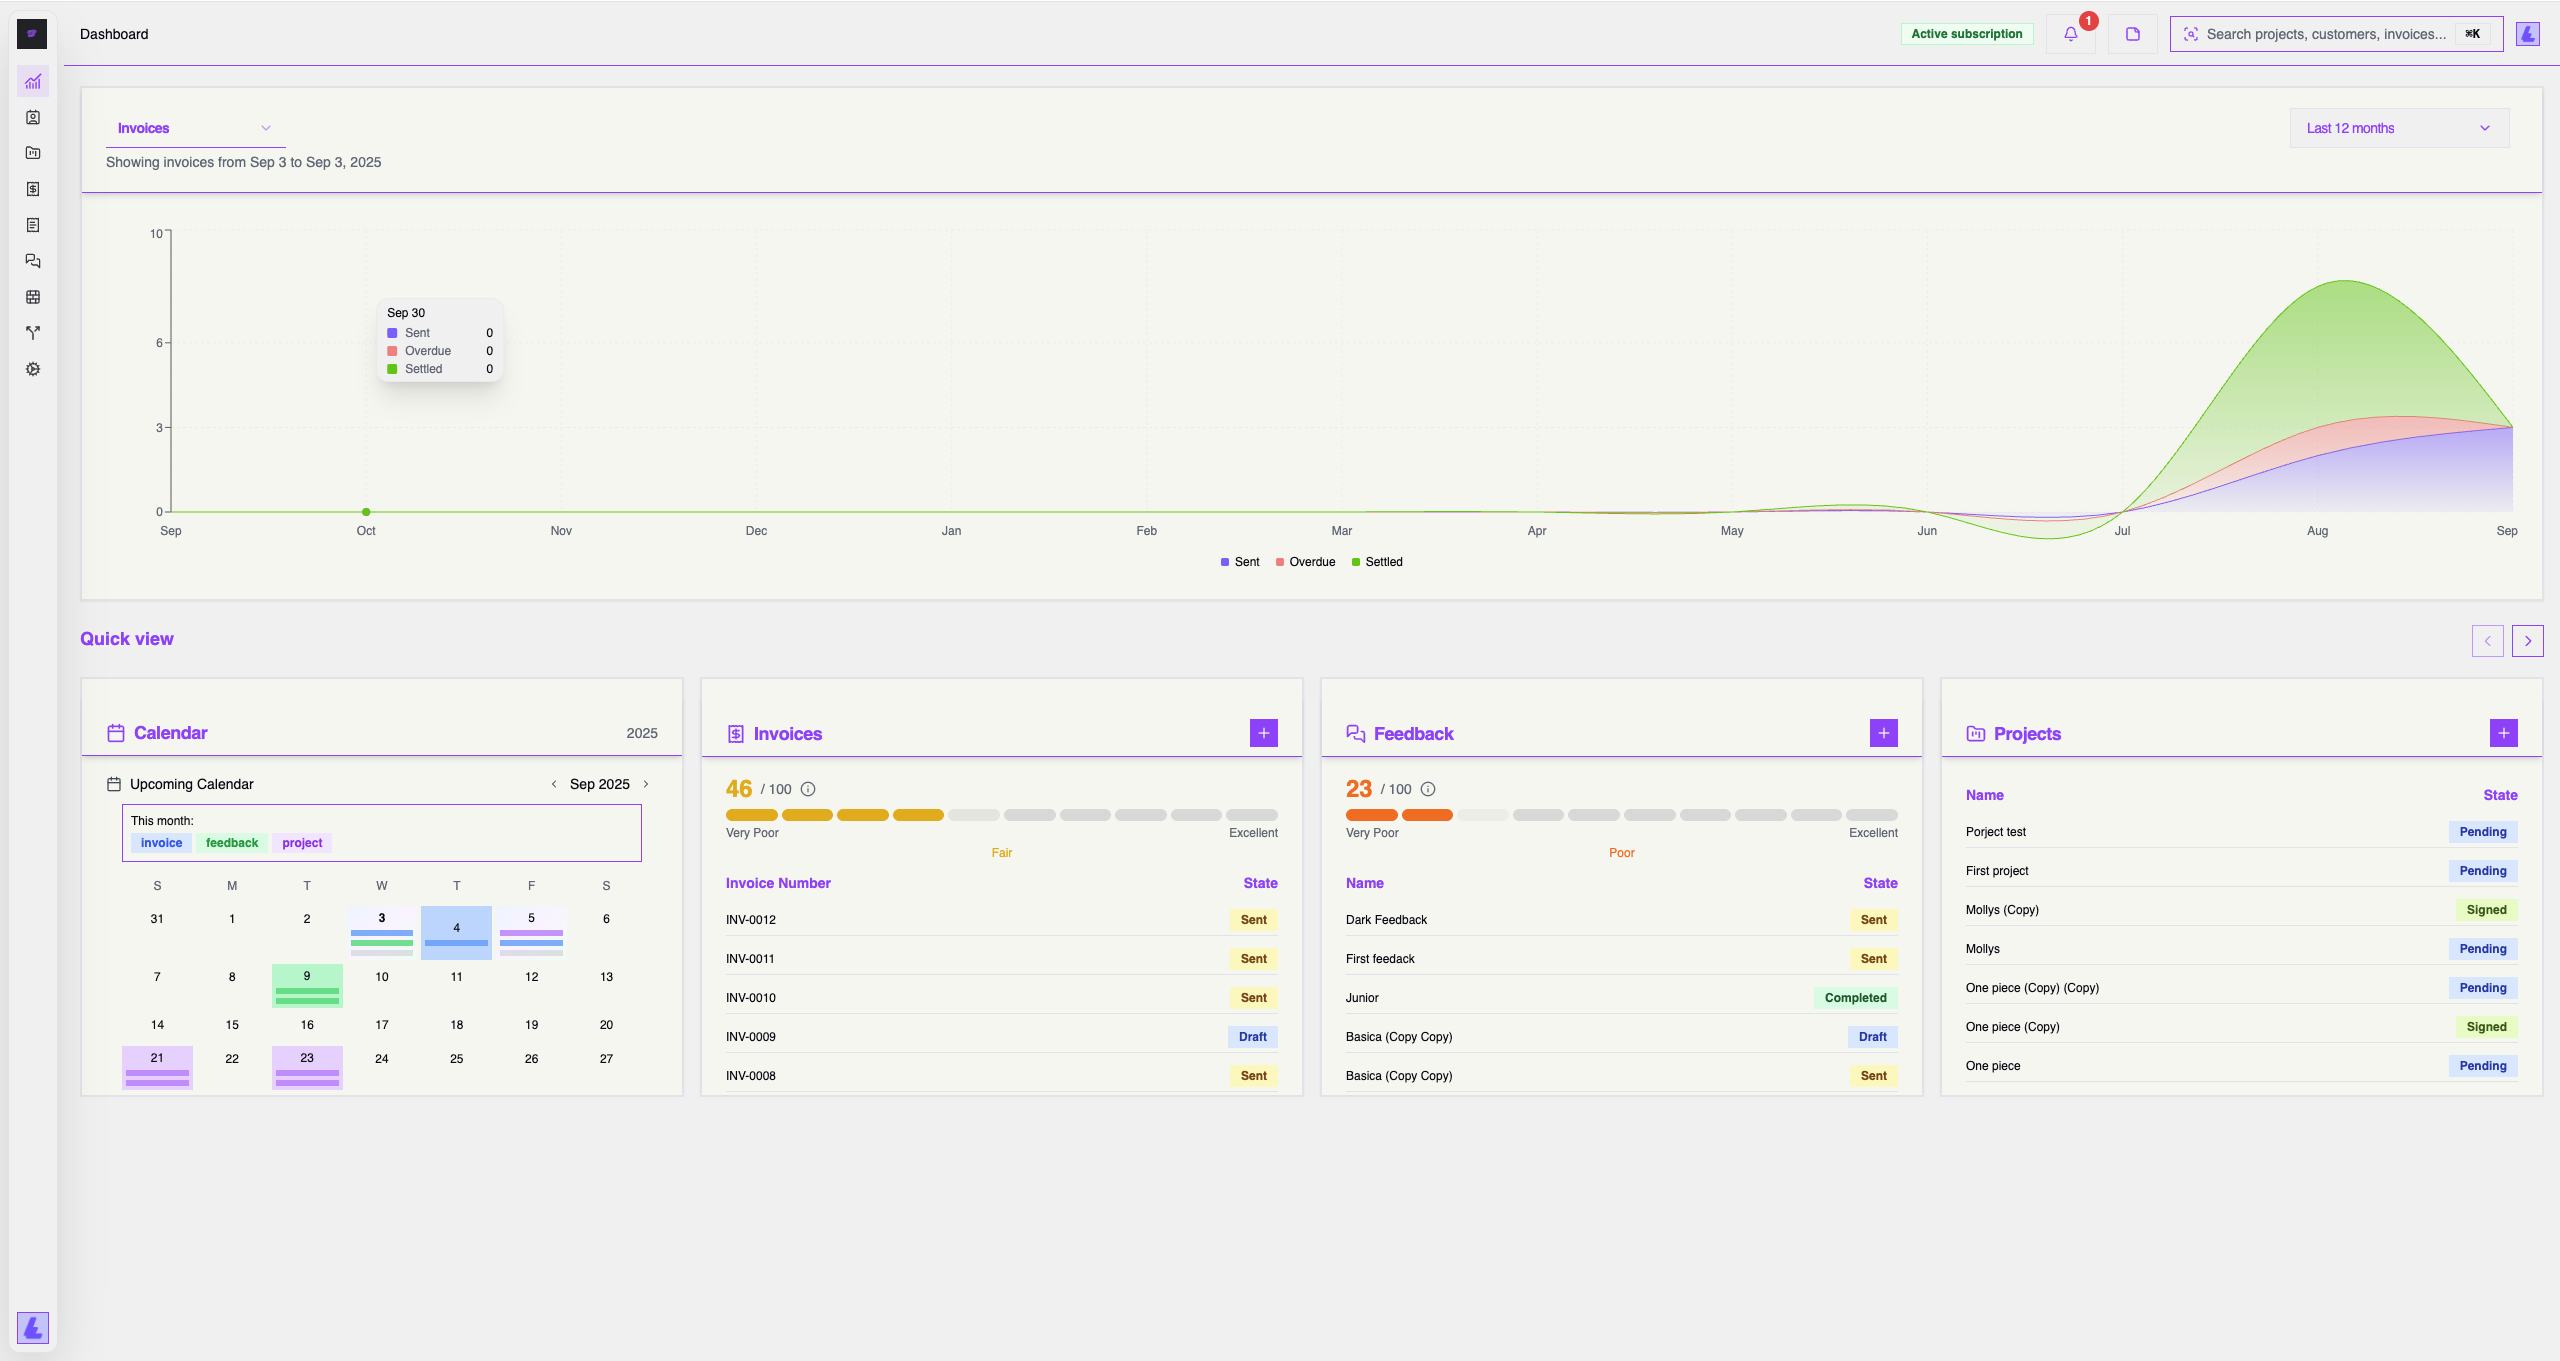 Dashboard
Active subscription
1
Search projects, customers, invoices...
⌘K
Invoices
Last 12 months
Showing invoices from Sep 3 to Sep 3, 2025
10
6
3
0
Sep 30
Sent 0
Overdue 0
Settled 0
Sep Oct Nov Dec Jan Feb Mar Apr May Jun Jul Aug Sep
Sent Overdue Settled
Quick view
Calendar
2025
Upcoming Calendar
Sep 2025
This month:
invoice feedback project
S M T W T F S
31 1 2 3 4 5 6
7 8 9 10 11 12 13
14 15 16 17 18 19 20
21 22 23 24 25 26 27
Invoices
46 / 100
Very Poor Excellent
Fair
Invoice Number State
INV-0012 Sent
INV-0011 Sent
INV-0010 Sent
INV-0009 Draft
INV-0008 Sent
Feedback
23 / 100
Very Poor Excellent
Poor
Name State
Dark Feedback Sent
First feedack Sent
Junior Completed
Basica (Copy Copy) Draft
Basica (Copy Copy) Sent
Projects
Name State
Porject test Pending
First project Pending
Mollys (Copy) Signed
Mollys Pending
One piece (Copy) (Copy) Pending
One piece (Copy) Signed
One piece Pending